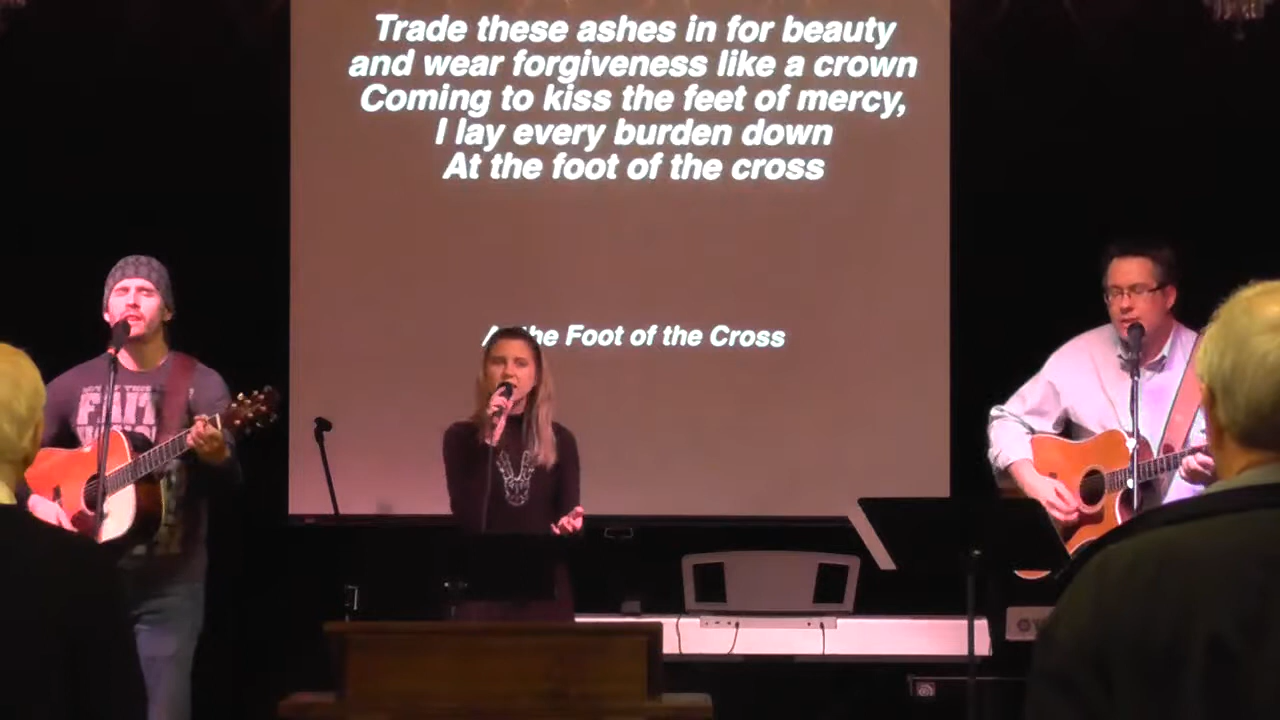 Trade these ashes in for beauty
and wear forgiveness like a crown
Coming to kiss the feet of mercy,
I lay every burden down
At the foot of the cross
the Foot of the Cross